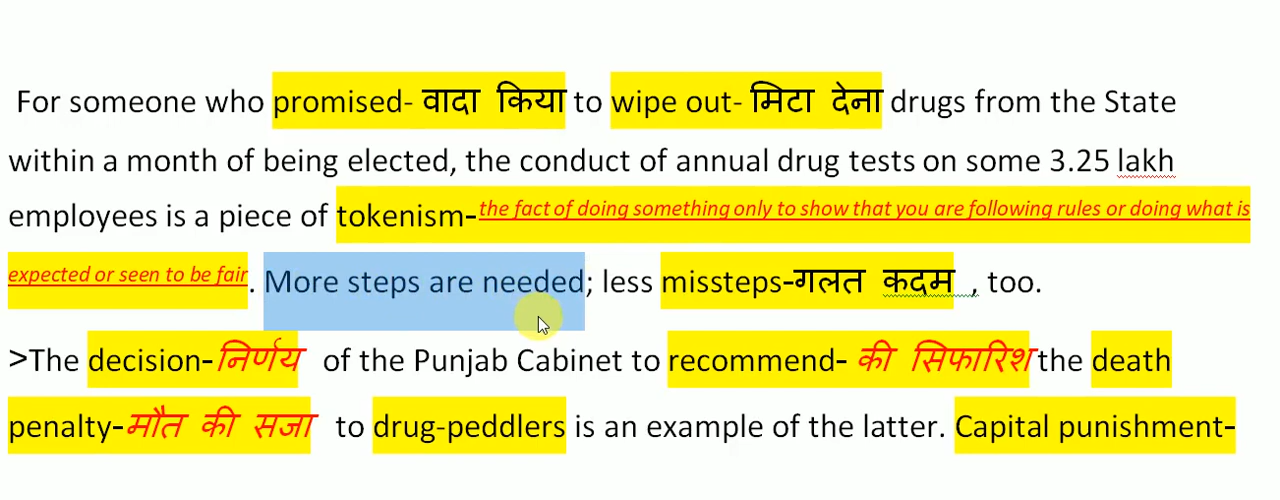 For someone who promised- वादा किया to wipe out- मिटा देना drugs from the State
within a month of being elected, the conduct of annual drug tests on some 3.25 lakh
employees is a piece of tokenism-the fact of doing something only to show that you are following rules or doing what is
expected or seen to be fair. More steps are needed; less missteps-गलत कदम , too.
>The decision-निर्णय of the Punjab Cabinet to recommend- की सिफारिश the death
penalty-मौत की सजा to drug-peddlers is an example of the latter. Capital punishment-